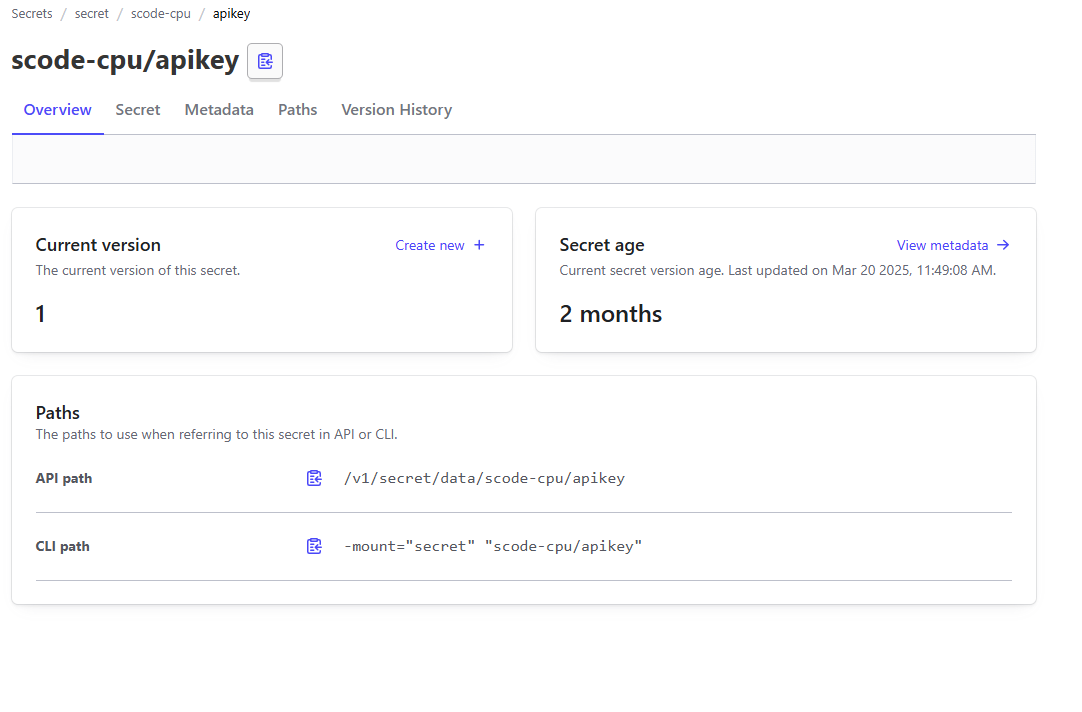 Secrets / secret / scode-cpu / apikey
scode-cpu/apikey
Overview Secret Metadata Paths Version History
Current version Create new +
The current version of this secret.
1
Secret age View metadata →
Current secret version age. Last updated on Mar 20 2025, 11:49:08 AM.
2 months
Paths
The paths to use when referring to this secret in API or CLI.
API path /v1/secret/data/scode-cpu/apikey
CLI path -mount="secret" "scode-cpu/apikey"